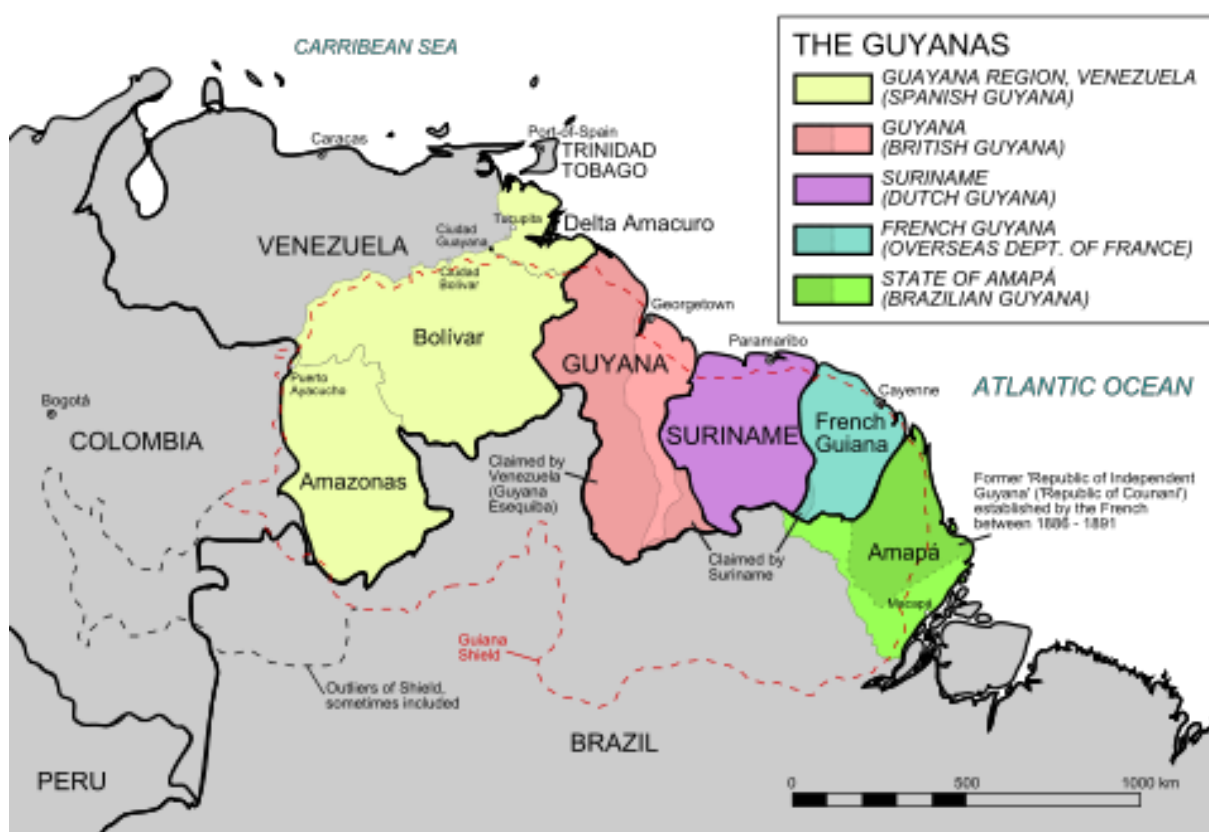 CARRIBEAN SEA
THE GUYANAS
GUAYANA REGION, VENEZUELA
(SPANISH GUYANA)
GUYANA
(BRITISH GUYANA)
SURINAME
(DUTCH GUYANA)
FRENCH GUYANA
(OVERSEAS DEPT. OF FRANCE)
STATE OF AMAPÁ
(BRAZILIAN GUYANA)
Caracas
Port-of-Spain
TRINIDAD
TOBAGO
Tucupita
Delta Amacuro
VENEZUELA
Ciudad
Guayana
Ciudad
Bolívar
Georgetown
Bolívar
GUYANA
Paramaribo
Puerto
Ayacucho
Cayenne
ATLANTIC OCEAN
Bogotá
COLOMBIA
SURINAME
French
Guiana
Amazonas
Claimed by
Venezuela
(Guyana
Esequiba)
Former 'Republic of Independent
Guyana' ('Republic of Counani')
established by the French
between 1886 - 1891
Claimed by
Suriname
Amapá
Macapá
Guiana
Shield
Outliers of Shield,
sometimes included
BRAZIL
PERU
0 500 1000 km